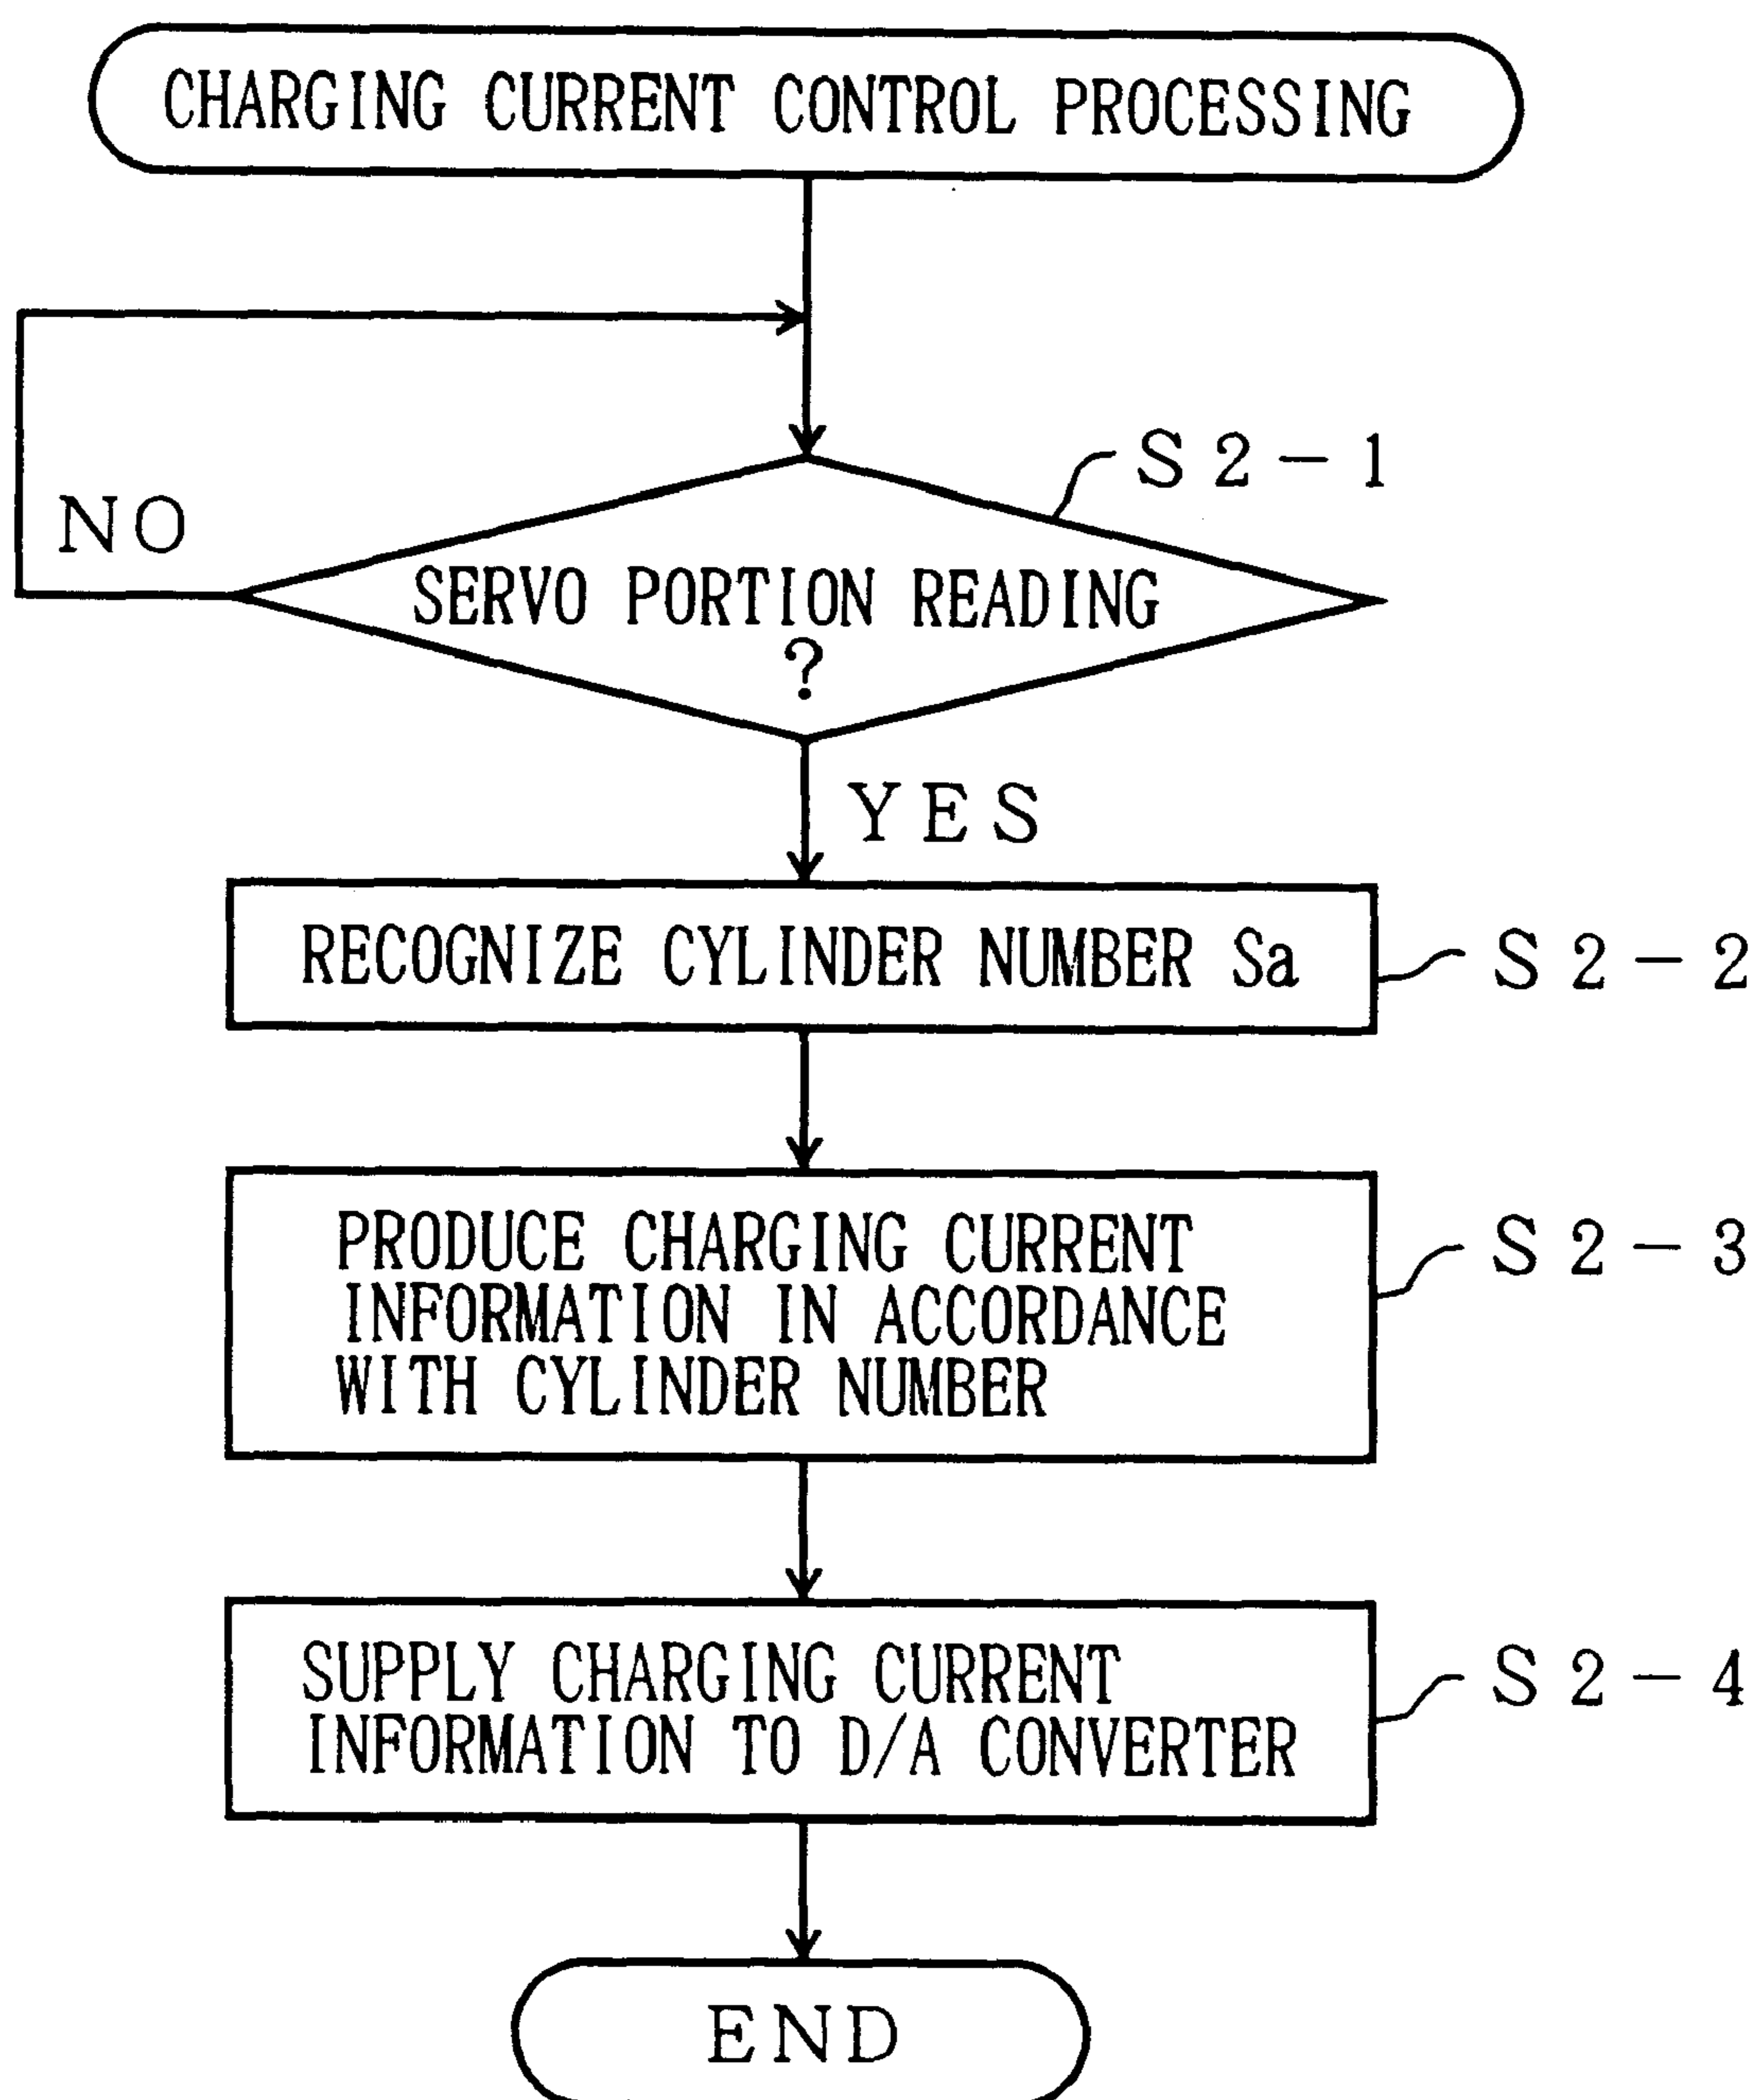 CHARGING CURRENT CONTROL PROCESSING
S2-1
NO
SERVO PORTION READING
?
YES
RECOGNIZE CYLINDER NUMBER Sa
S2-2
PRODUCE CHARGING CURRENT
INFORMATION IN ACCORDANCE
WITH CYLINDER NUMBER
S2-3
SUPPLY CHARGING CURRENT
INFORMATION TO D/A CONVERTER
S2-4
END